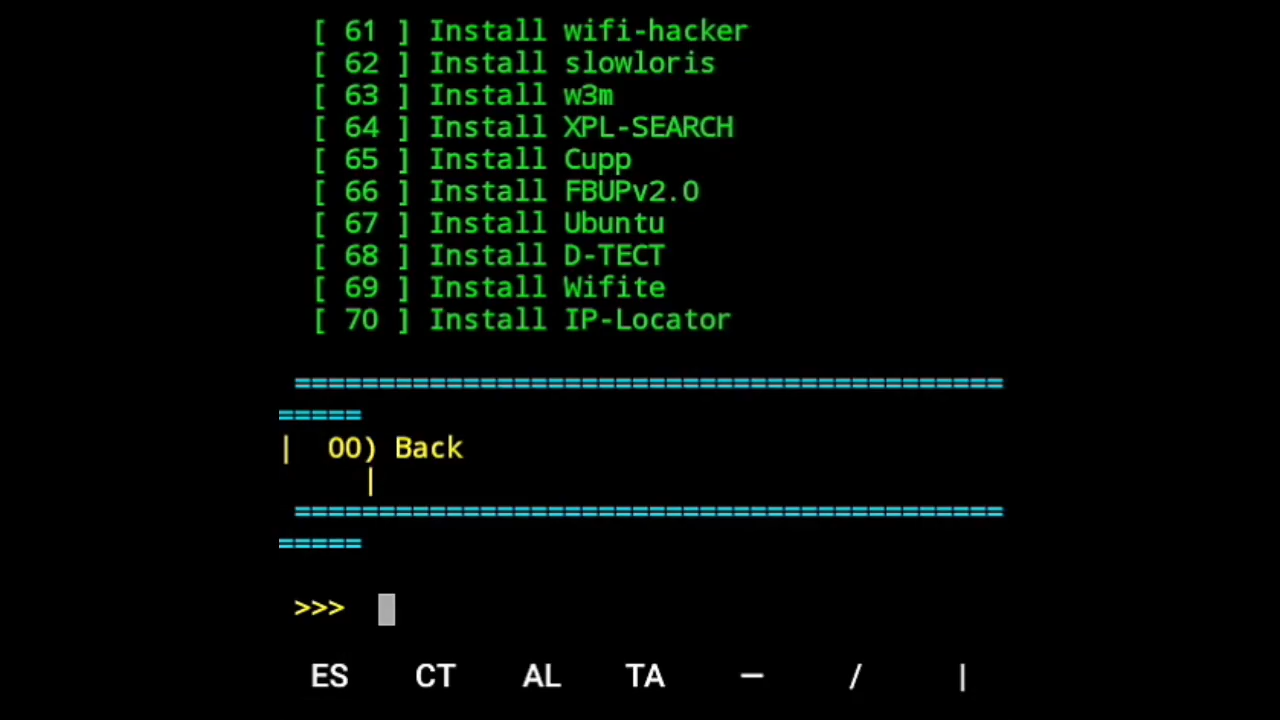 [ 61 ] Install wifi-hacker
[ 62 ] Install slowloris
[ 63 ] Install w3m
[ 64 ] Install XPL-SEARCH
[ 65 ] Install Cupp
[ 66 ] Install FBUPv2.0
[ 67 ] Install Ubuntu
[ 68 ] Install D-TECT
[ 69 ] Install Wifite
[ 70 ] Install IP-Locator
==========================================
=====
| 00) Back
|
==========================================
=====
>>>
ES CT AL TA — / |